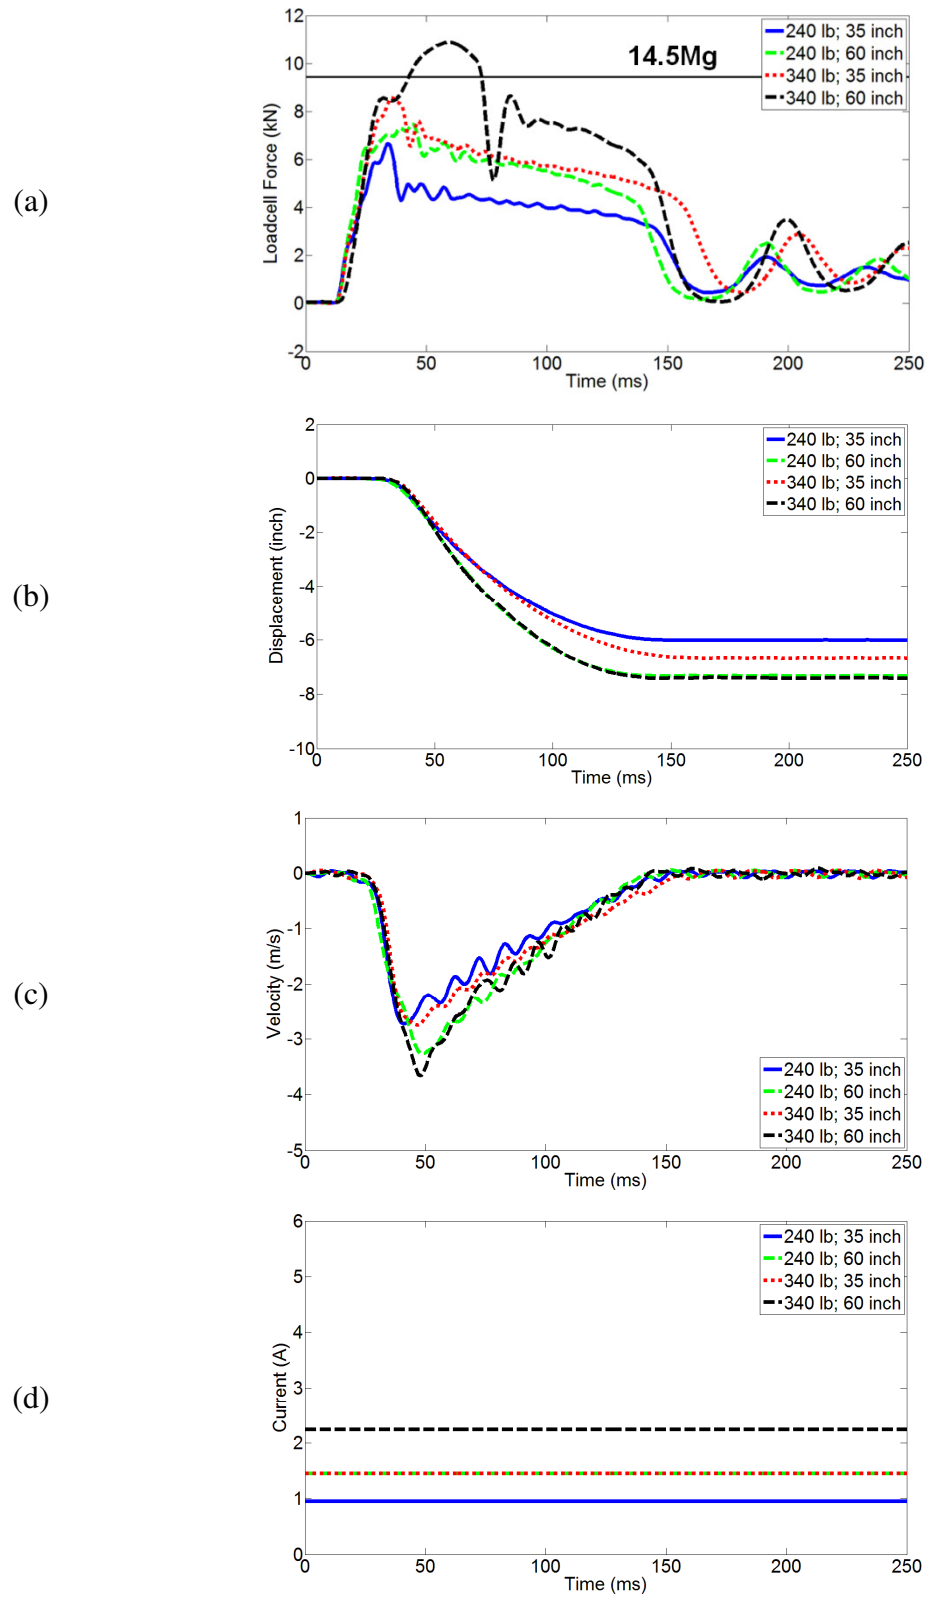 (a)
12
10
8
6
4
2
0
-2
Loadcell Force (kN)
14.5Mg
240 lb; 35 inch
240 lb; 60 inch
340 lb; 35 inch
340 lb; 60 inch
0 50 100 150 200 250
Time (ms)
(b)
2
0
-2
-4
-6
-8
-10
Displacement (inch)
240 lb; 35 inch
240 lb; 60 inch
340 lb; 35 inch
340 lb; 60 inch
0 50 100 150 200 250
Time (ms)
(c)
1
0
-1
-2
-3
-4
-5
Velocity (m/s)
240 lb; 35 inch
240 lb; 60 inch
340 lb; 35 inch
340 lb; 60 inch
0 50 100 150 200 250
Time (ms)
(d)
6
5
4
3
2
1
0
Current (A)
240 lb; 35 inch
240 lb; 60 inch
340 lb; 35 inch
340 lb; 60 inch
0 50 100 150 200 250
Time (ms)